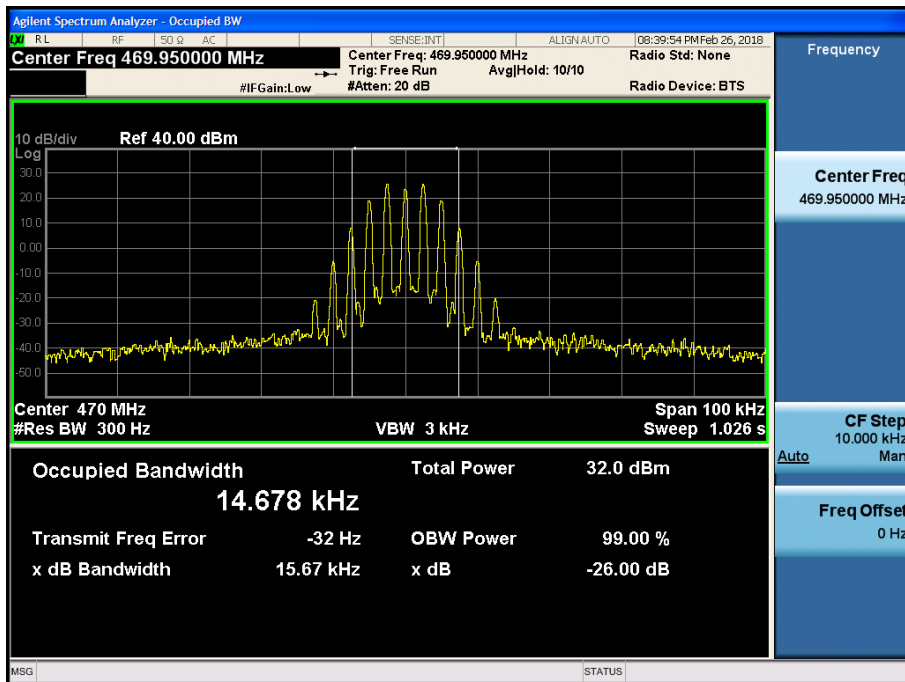 Agilent Spectrum Analyzer - Occupied BW
LXI RL RF 50 Ω AC SENSE:INT ALIGN AUTO 08:39:54 PM Feb 26, 2018
Center Freq 469.950000 MHz
Center Freq: 469.950000 MHz Radio Std: None
Trig: Free Run Avg|Hold: 10/10
#IFGain:Low #Atten: 20 dB Radio Device: BTS
10 dB/div Ref 40.00 dBm
Log
30.0
20.0
10.0
0.00
-10.0
-20.0
-30.0
-40.0
-50.0
Center 470 MHz Span 100 kHz
#Res BW 300 Hz VBW 3 kHz Sweep 1.026 s
Occupied Bandwidth Total Power 32.0 dBm
14.678 kHz
Transmit Freq Error -32 Hz OBW Power 99.00 %
x dB Bandwidth 15.67 kHz x dB -26.00 dB
Frequency
Center Freq
469.950000 MHz
CF Step
10.000 kHz
Auto Man
Freq Offset
0 Hz
MSG STATUS